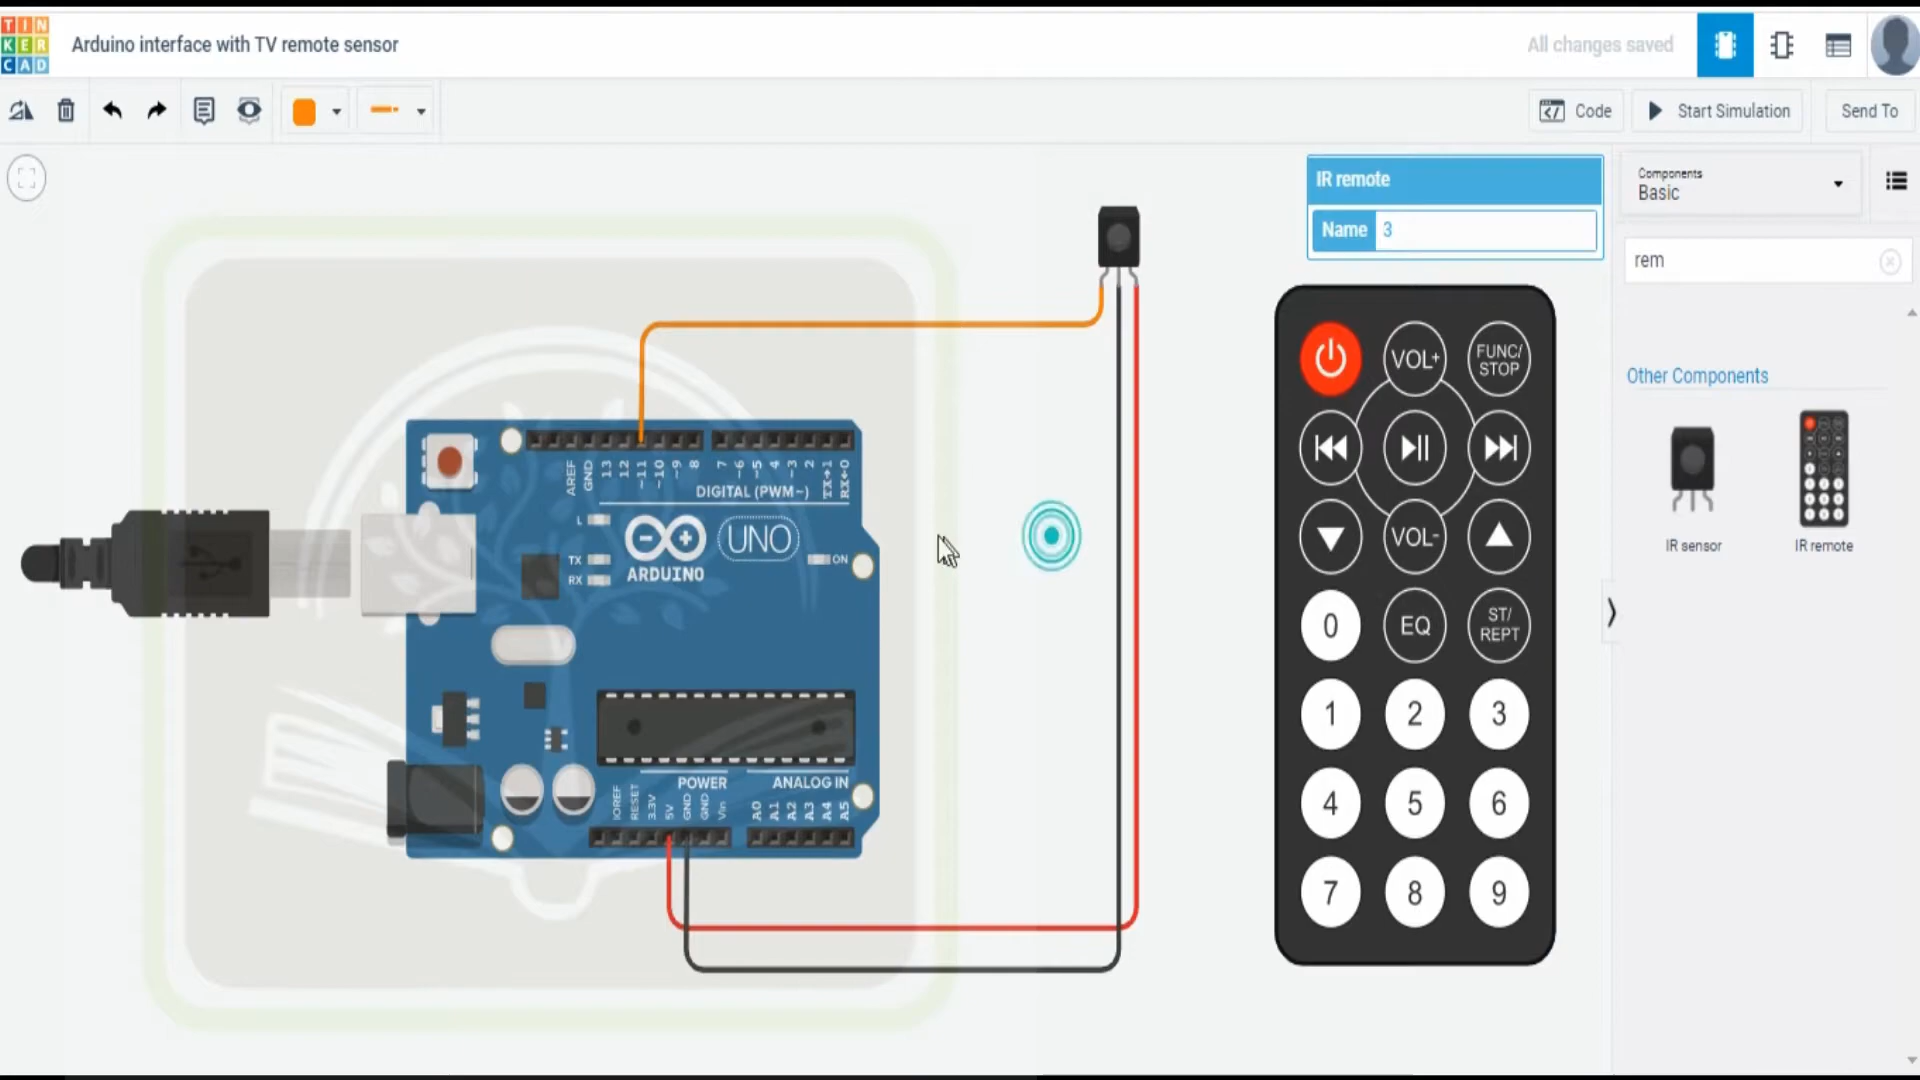 TIN
KER
CAD
Arduino interface with TV remote sensor
All changes saved
Code
Start Simulation
Send To
IR remote
Name 3
Components
Basic
rem
Other Components
IR sensor
IR remote
VOL+
FUNC/
STOP
VOL-
0
EQ
ST/
REPT
1 2 3
4 5 6
7 8 9
AREF
GND
13
12
~11
~10
~9
8
7
~6
~5
4
~3
2
TX→1
RX←0
DIGITAL (PWM~)
L
TX
RX
ARDUINO
UNO
ON
POWER
ANALOG IN
IOREF
RESET
3.3V
5V
GND
GND
Vin
A0
A1
A2
A3
A4
A5